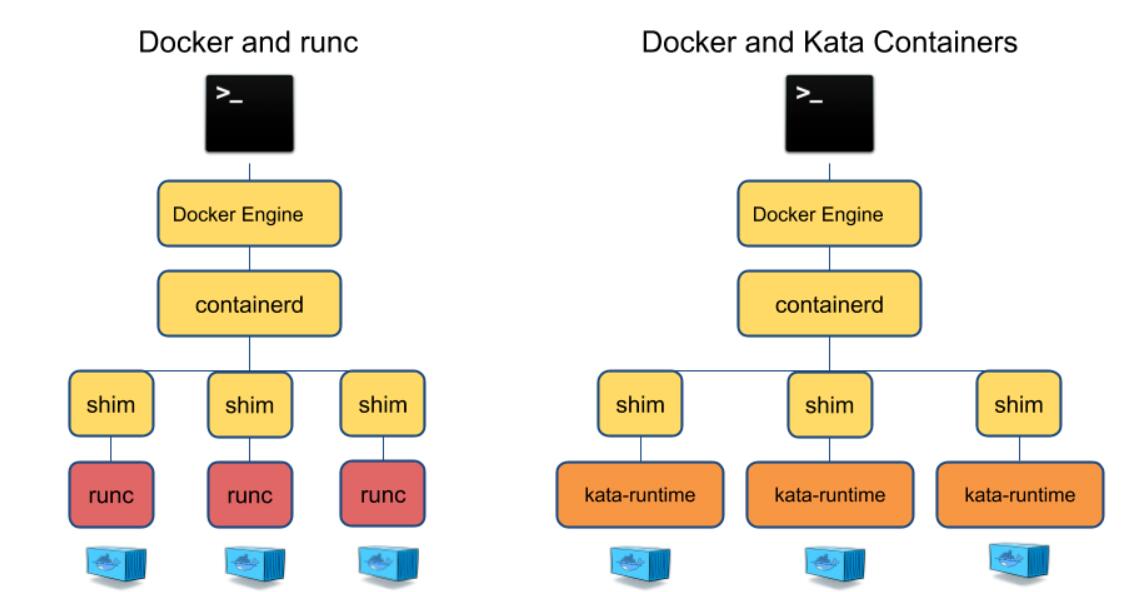 Docker and runc
>_
Docker Engine
containerd
shim
shim
shim
runc
runc
runc
Docker and Kata Containers
>_
Docker Engine
containerd
shim
shim
shim
kata-runtime
kata-runtime
kata-runtime